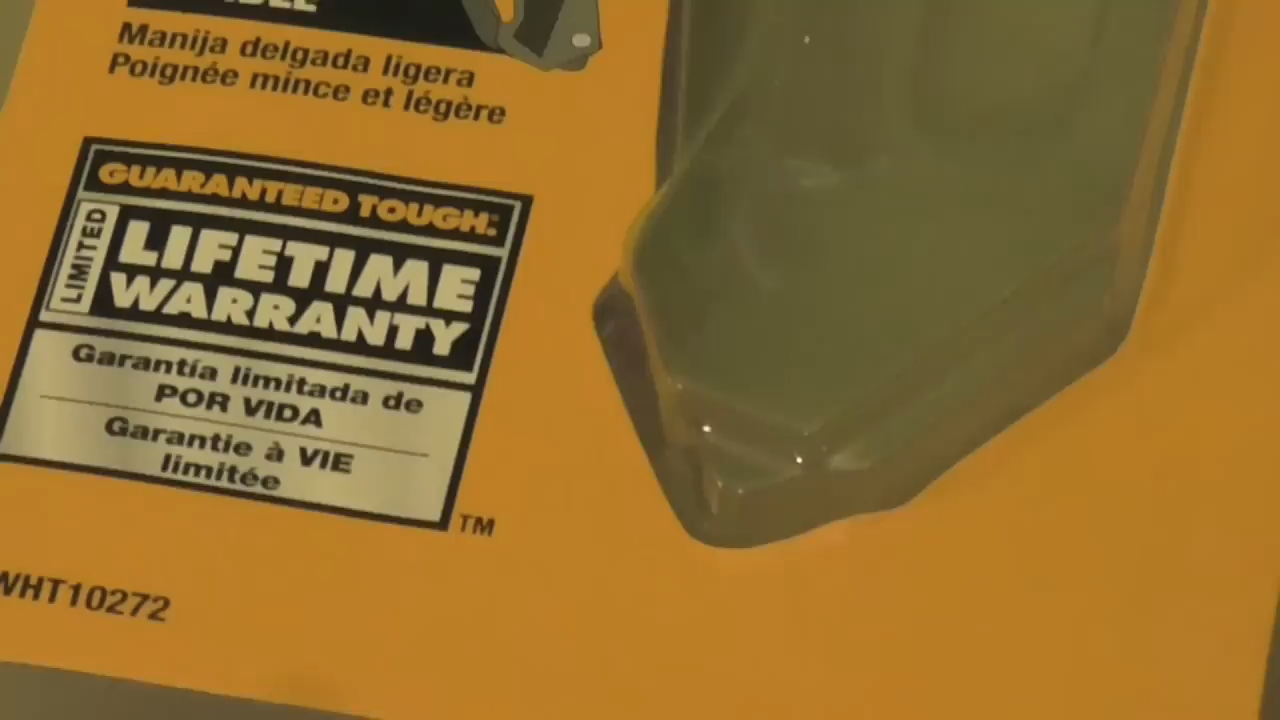 Manija delgada ligera
Poignée mince et légère
GUARANTEED TOUGH.
LIMITED
LIFETIME
WARRANTY
Garantía limitada de
POR VIDA
Garantie à VIE
limitée
TM
WHT10272